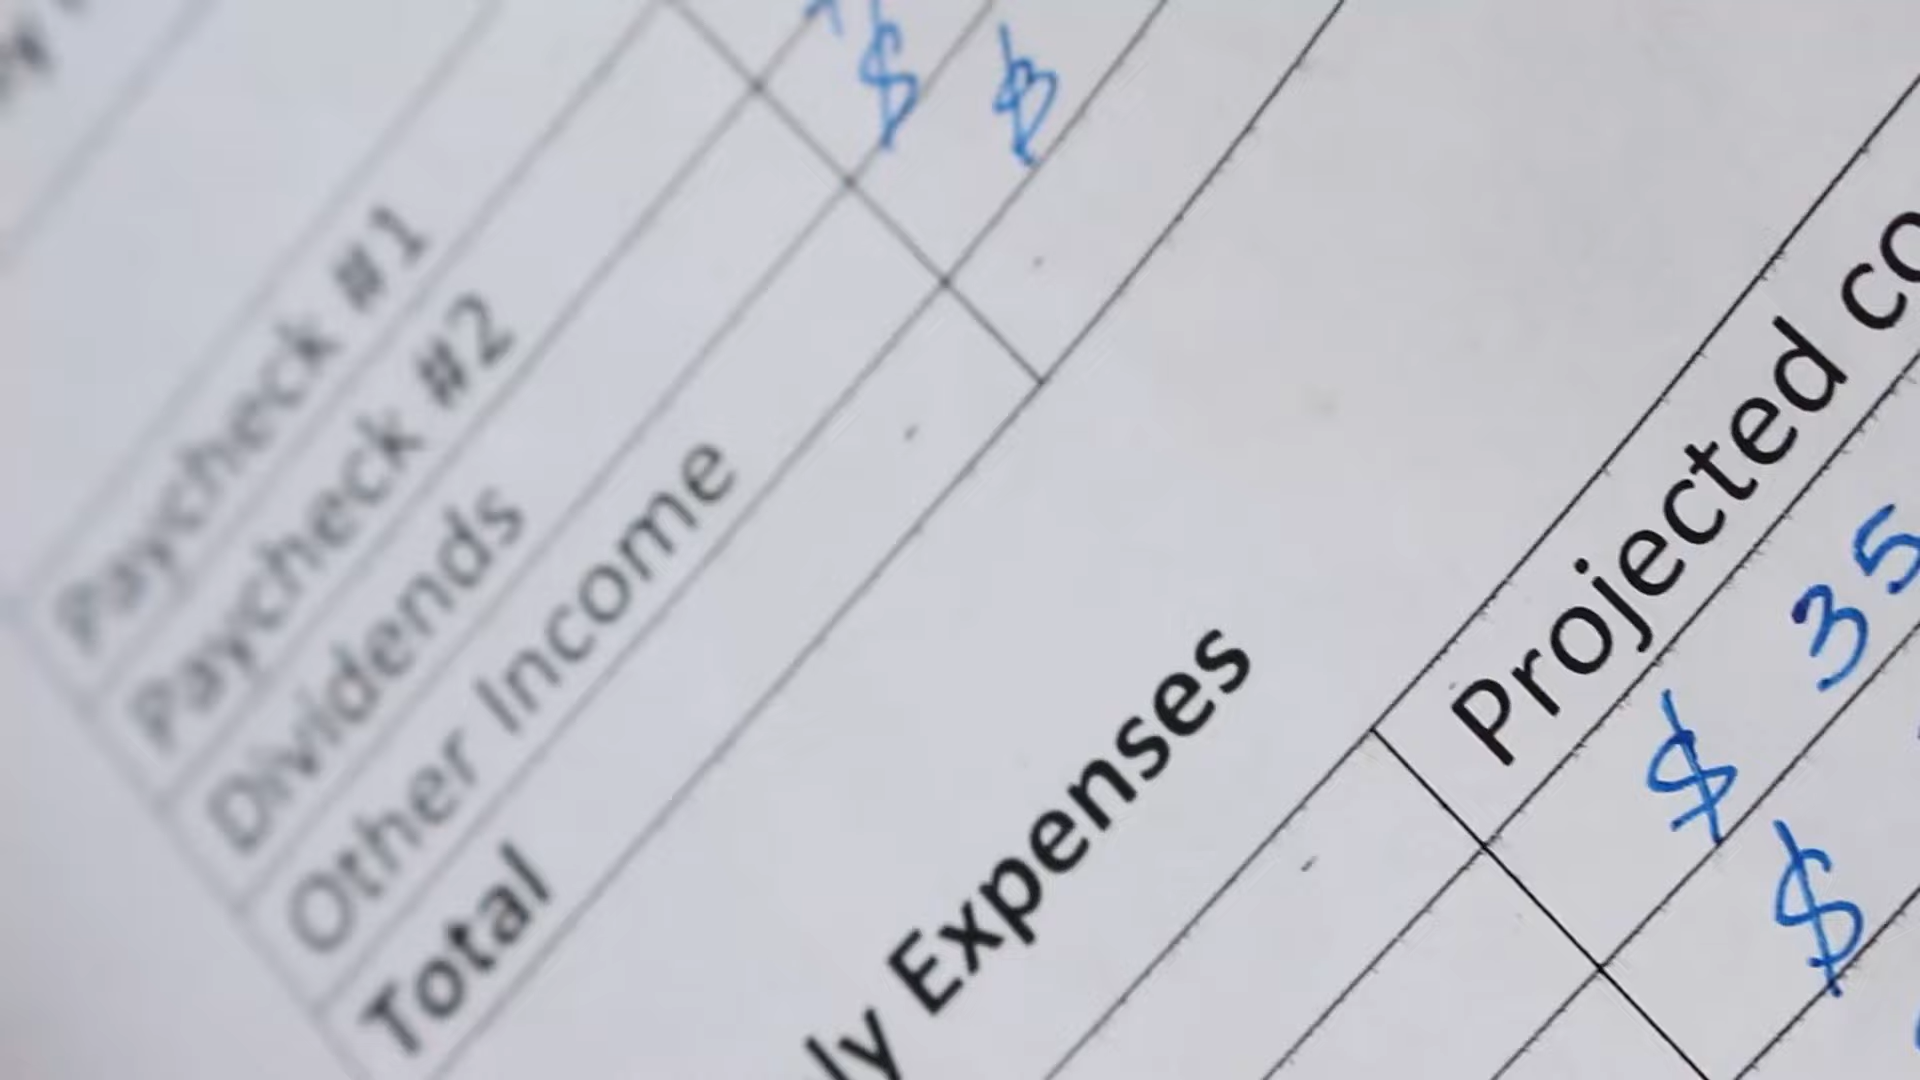 $
$
Paycheck #1
Paycheck #2
Dividends
Other Income
Total
ly Expenses
Projected co
$ 35
$